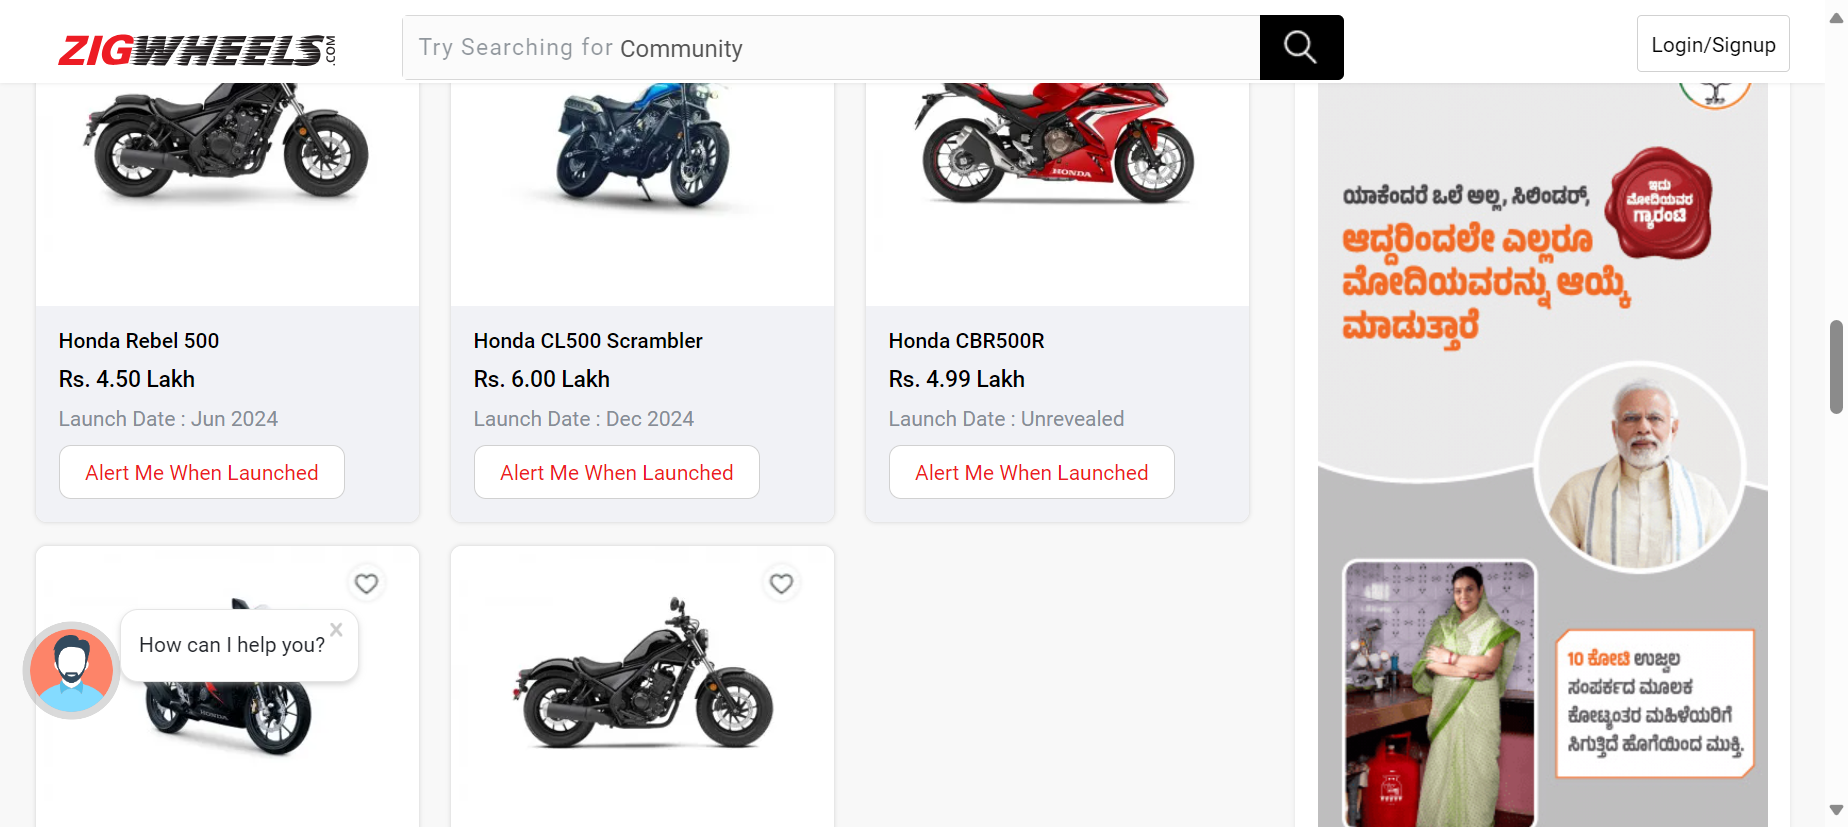 ZIGWHEELS.COM
Try Searching for Community
Login/Signup
HONDA
Honda Rebel 500
Rs. 4.50 Lakh
Launch Date : Jun 2024
Alert Me When Launched
Honda CL500 Scrambler
Rs. 6.00 Lakh
Launch Date : Dec 2024
Alert Me When Launched
Honda CBR500R
Rs. 4.99 Lakh
Launch Date : Unrevealed
Alert Me When Launched
How can I help you?
HONDA
ಯಾಕೆಂದರೆ ಒಲೆ ಅಲ್ಲ, ಸಿಲಿಂಡರ್,
ಆದ್ದರಿಂದಲೇ ಎಲ್ಲರೂ
ಮೋದಿಯವರನ್ನು ಆಯ್ಕೆ
ಮಾಡುತ್ತಾರೆ
ಇದು
ಮೋದಿಯವರ
ಗ್ಯಾರಂಟಿ
10 ಕೋಟಿ ಉಜ್ವಲ
ಸಂಪರ್ಕದ ಮೂಲಕ
ಕೋಟ್ಯಂತರ ಮಹಿಳೆಯರಿಗೆ
ಸಿಗುತ್ತಿದೆ ಹೊಗೆಯಿಂದ ಮುಕ್ತಿ.